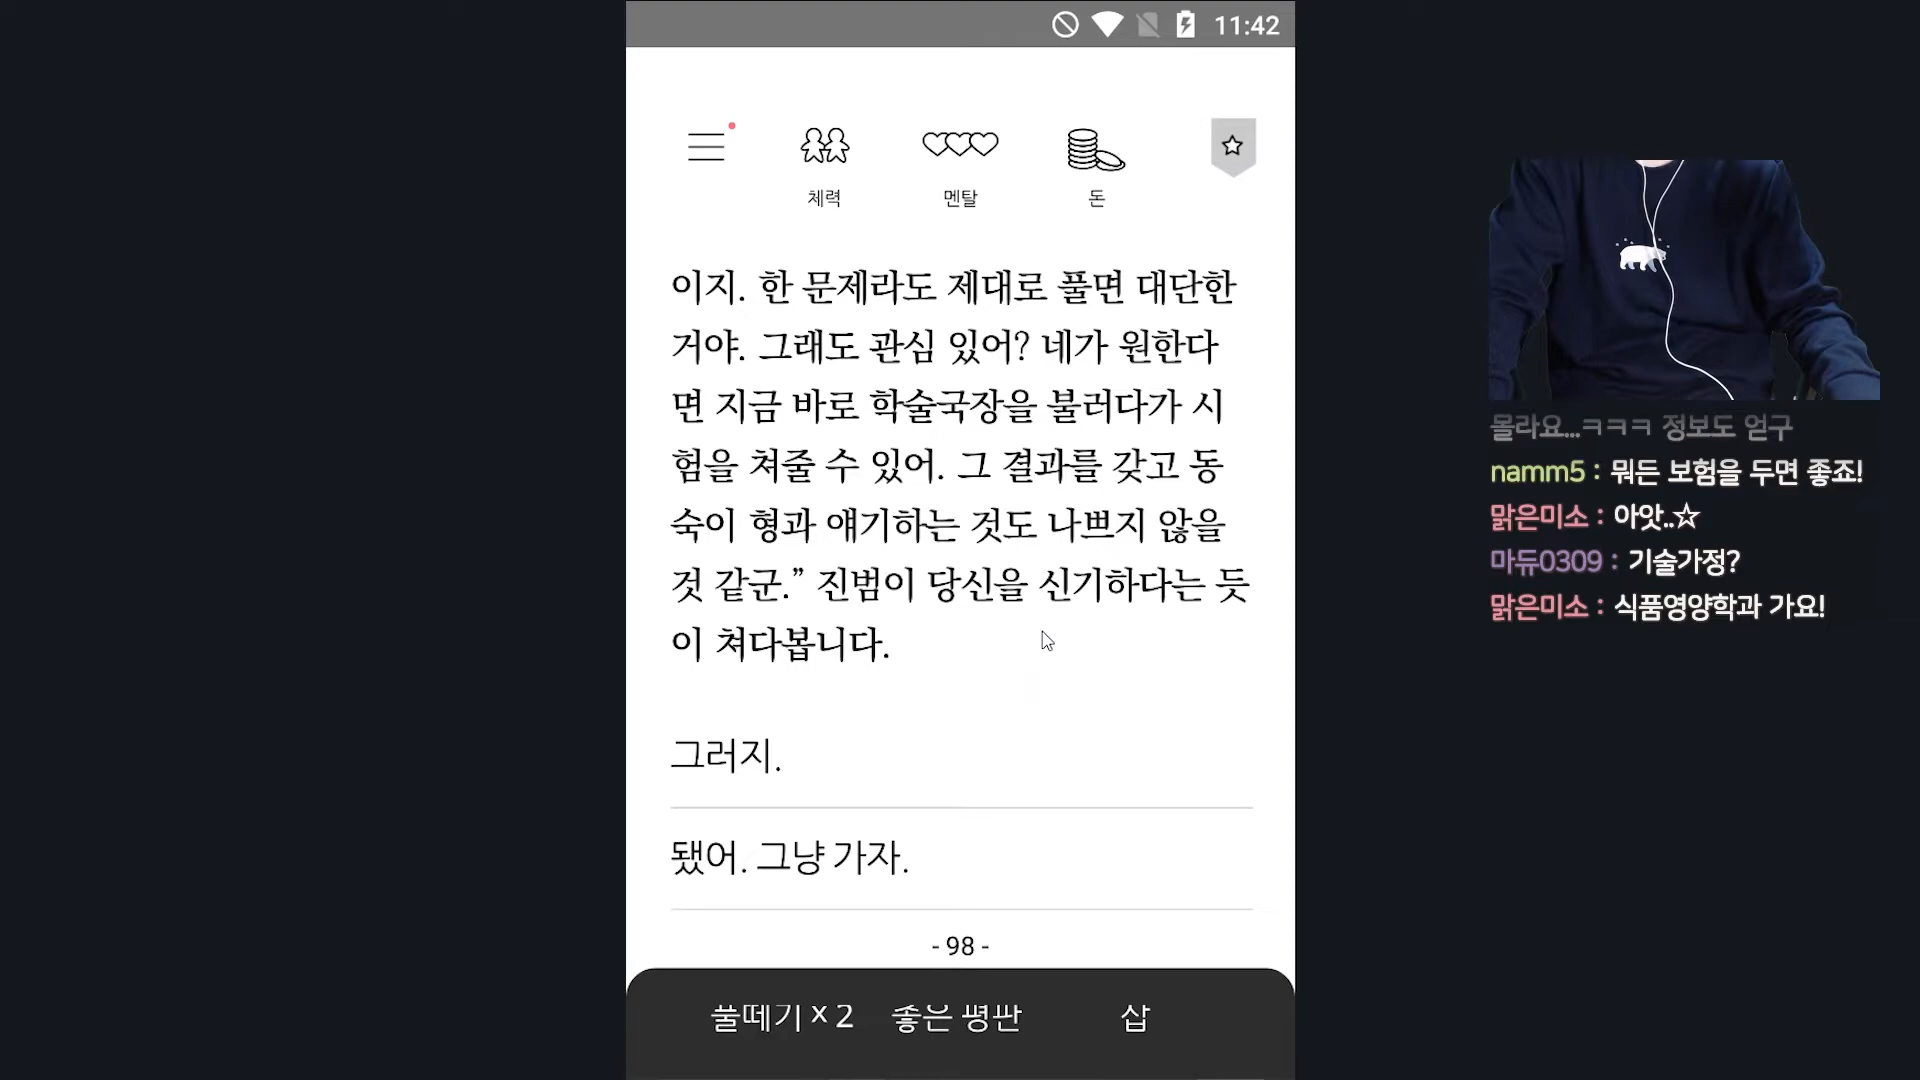 11:42
체력
멘탈
돈
이지. 한 문제라도 제대로 풀면 대단한
거야. 그래도 관심 있어? 네가 원한다
면 지금 바로 학술국장을 불러다가 시
험을 쳐줄 수 있어. 그 결과를 갖고 동
숙이 형과 얘기하는 것도 나쁘지 않을
것 같군.” 진범이 당신을 신기하다는 듯
이 쳐다봅니다.
그러지.
됐어. 그냥 가자.
- 98 -
풀떼기 x 2 좋은 평판 삽
몰라요...ㅋㅋㅋ 정보도 얻구
namm5 : 뭐든 보험을 두면 좋죠!
맑은미소 : 아앗..☆
마듀0309 : 기술가정?
맑은미소 : 식품영양학과 가요!